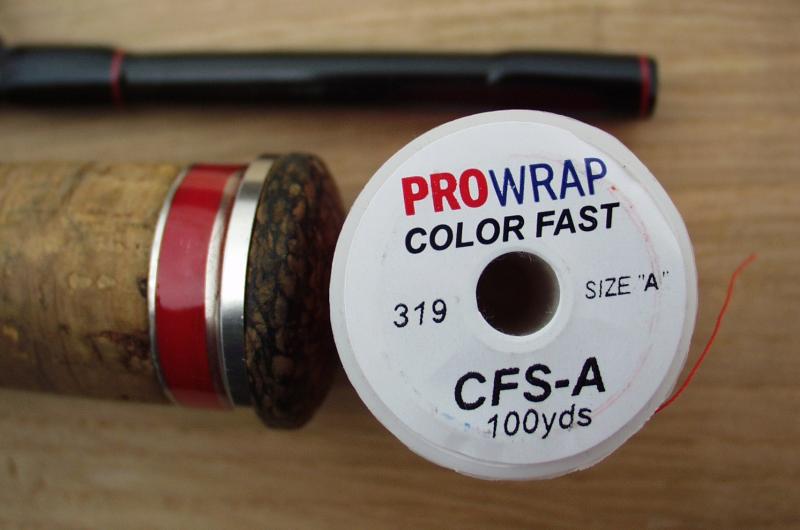 PROWRAP
COLOR FAST
319
SIZE "A"
CFS-A
100yds